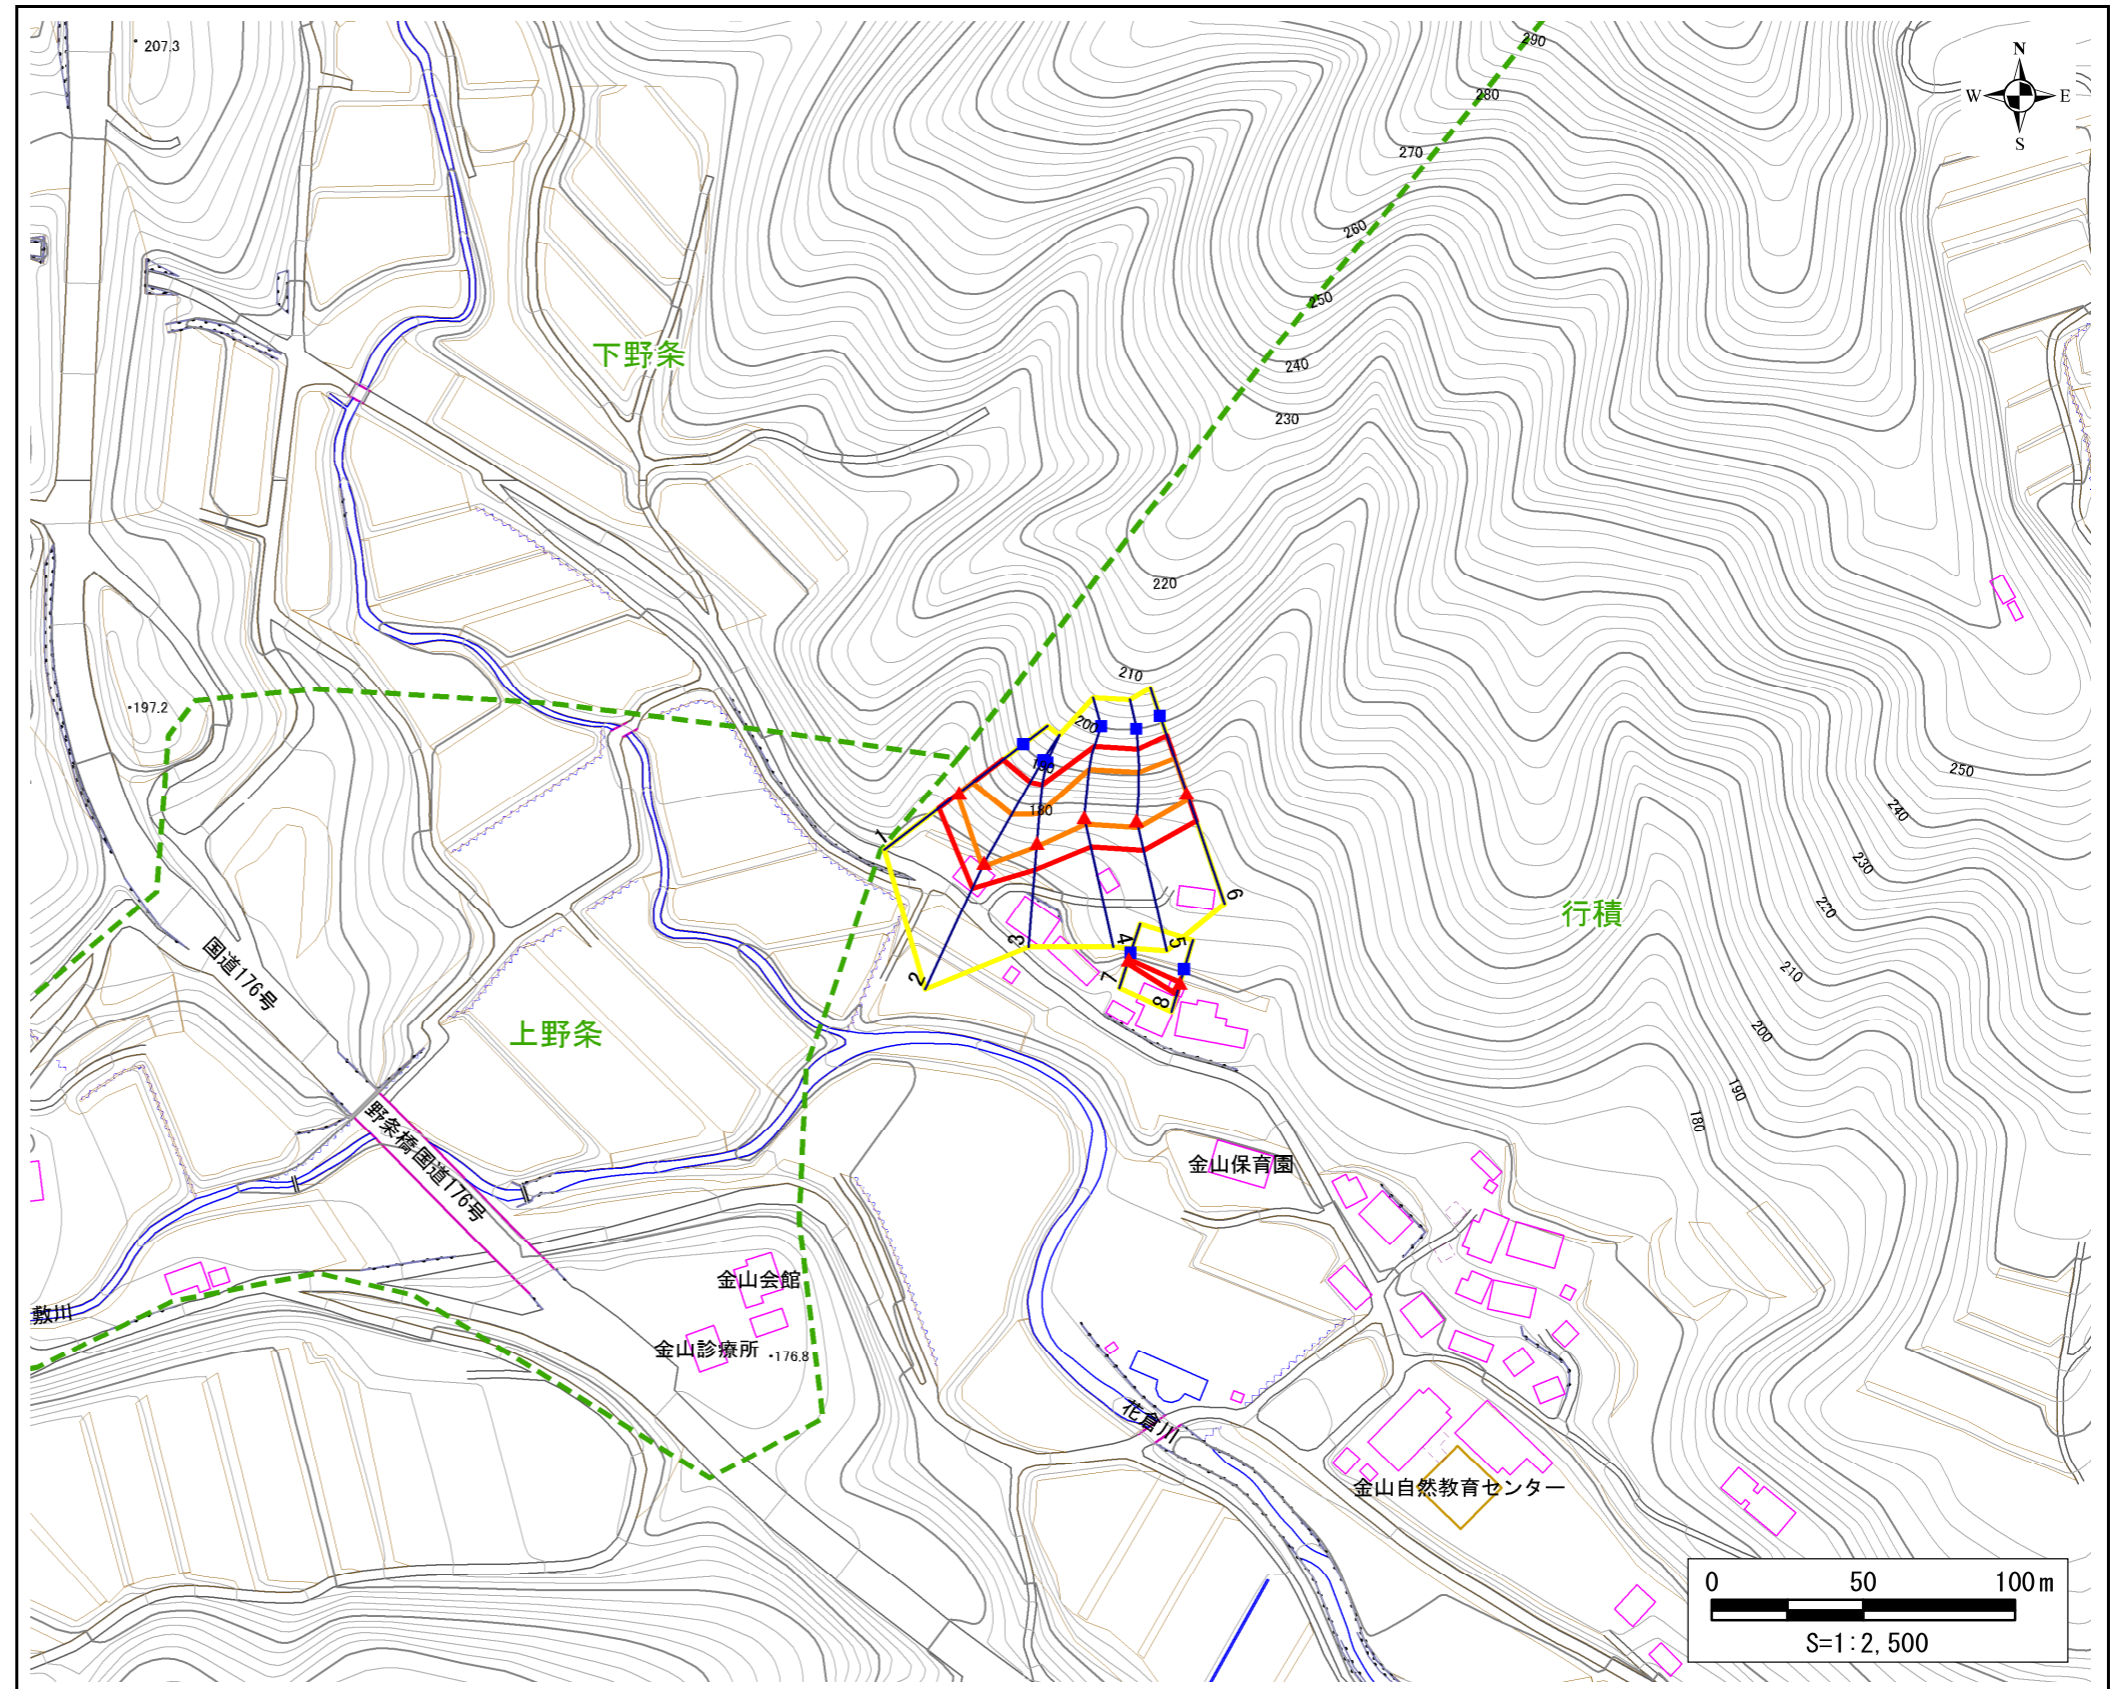 207.3
290
N
W
E
S
280
270
260
250
240
230
下野条
220
210
200
190
180
197.2
1
2
3
4
5
6
7
8
250
240
230
220
210
200
190
180
行積
国道176号
上野条
野条橋国道176号
金山保育園
金山会館
金山診療所
176.8
敷川
花倉川
金山自然教育センター
0 50 100m
S=1:2,500